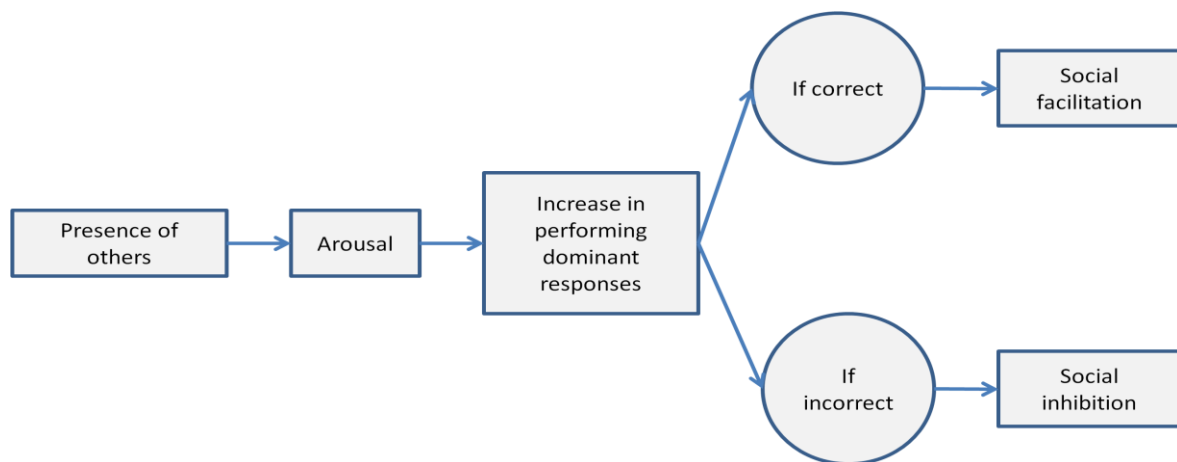 Presence of
others
Arousal
Increase in
performing
dominant
responses
If correct
Social
facilitation
If
incorrect
Social
inhibition